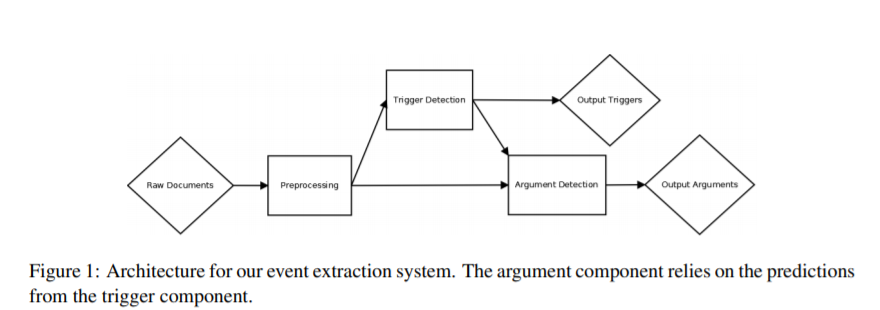 Trigger Detection
Output Triggers
Raw Documents
Preprocessing
Argument Detection
Output Arguments
Figure 1: Architecture for our event extraction system. The argument component relies on the predictions
from the trigger component.